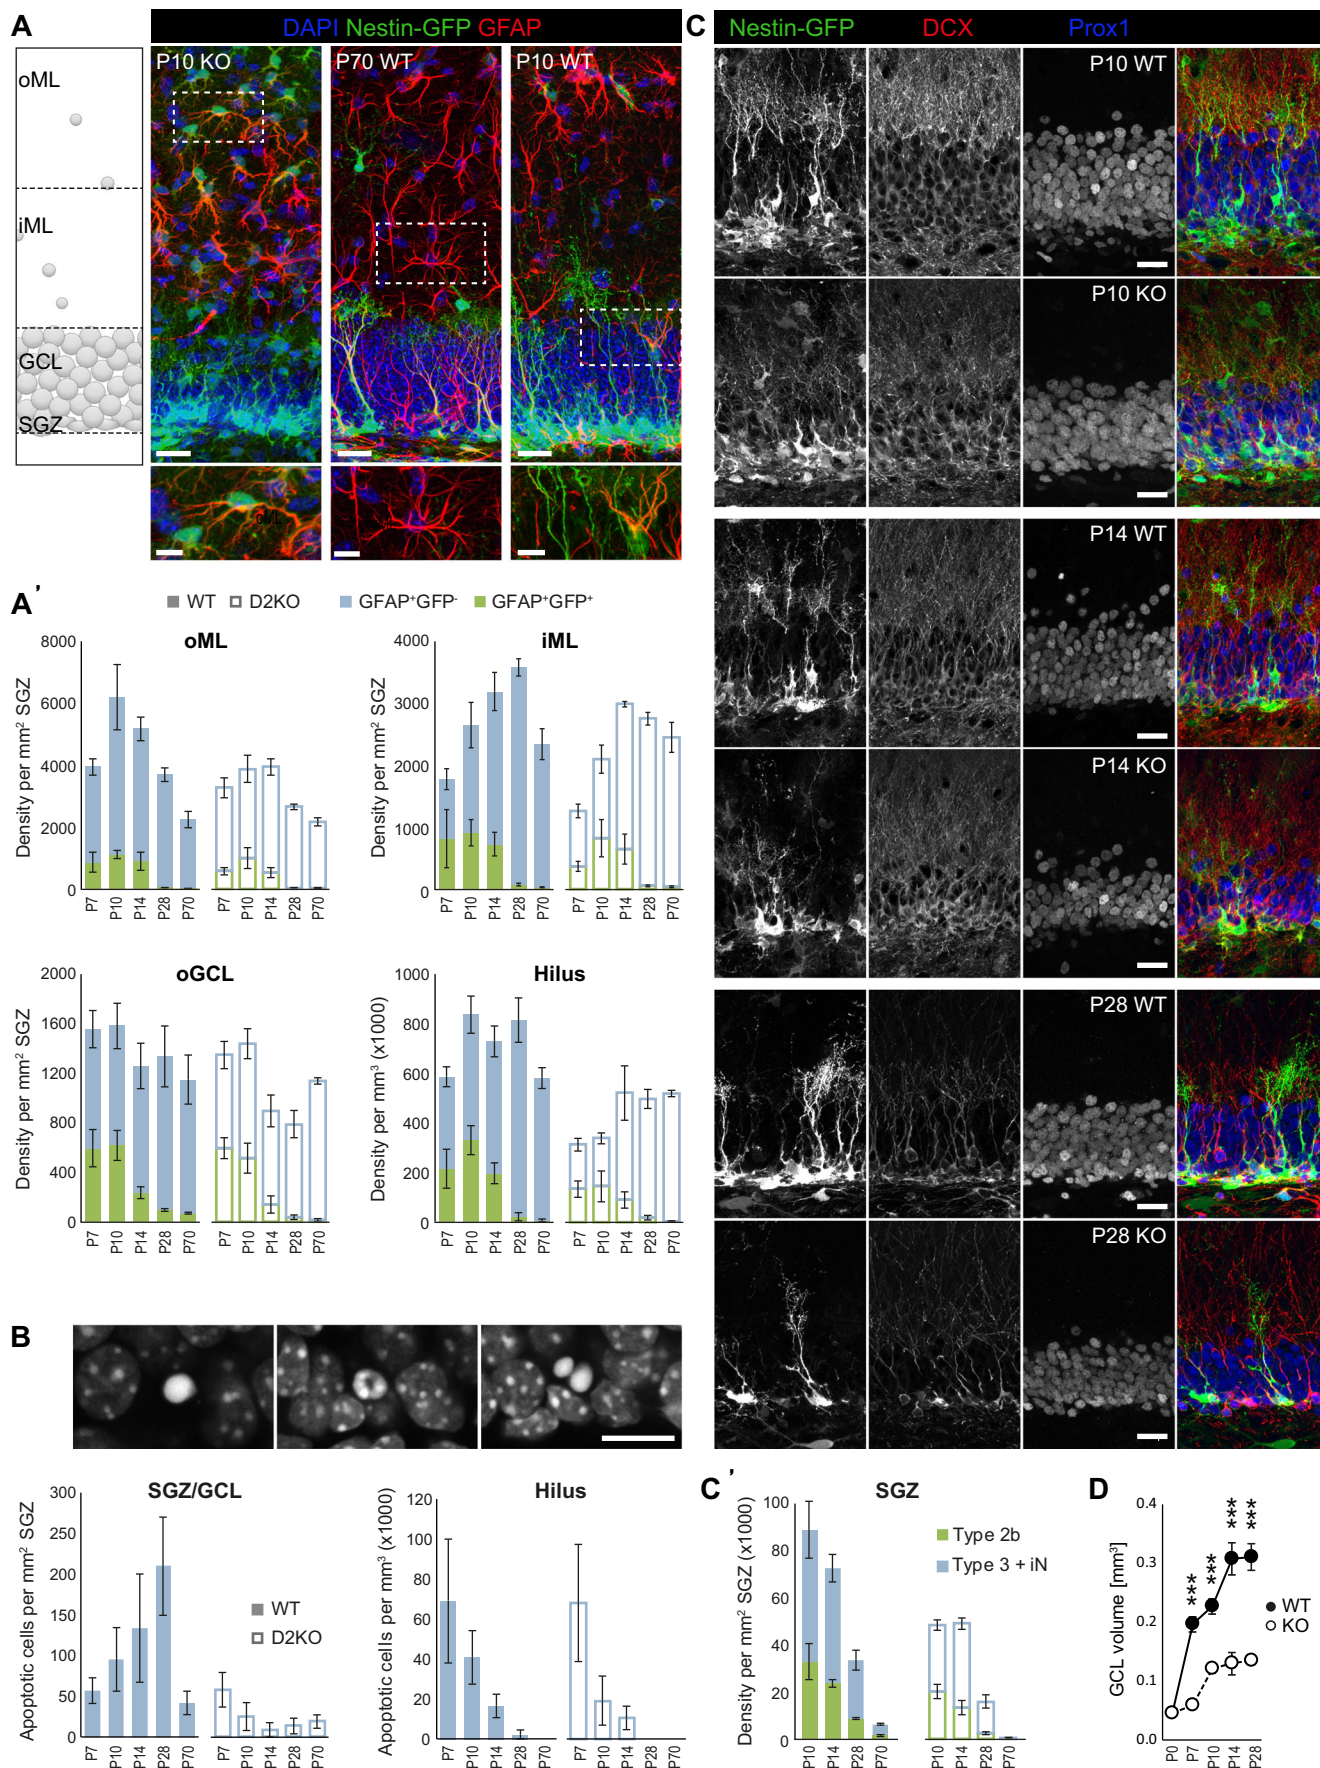 A
DAPI Nestin-GFP GFAP
P10 KO
P70 WT
P10 WT
oML
iML
GCL
SGZ
oML
A'
WT
D2KO
GFAP⁺GFP⁻
GFAP⁺GFP⁺
oML
Density per mm² SGZ
8000
6000
4000
2000
0
P7 P10 P14 P28 P70
P7 P10 P14 P28 P70
iML
Density per mm² SGZ
4000
3000
2000
1000
0
P7 P10 P14 P28 P70
P7 P10 P14 P28 P70
oGCL
Density per mm² SGZ
2000
1600
1200
800
400
0
P7 P10 P14 P28 P70
P7 P10 P14 P28 P70
Hilus
Density per mm³ (x1000)
1000
800
600
400
200
0
P7 P10 P14 P28 P70
P7 P10 P14 P28 P70
B
SGZ/GCL
Apoptotic cells per mm² SGZ
300
250
200
150
100
50
0
WT
D2KO
P7 P10 P14 P28 P70
P7 P10 P14 P28 P70
Hilus
Apoptotic cells per mm³ (x1000)
120
100
80
60
40
20
0
P7 P10 P14 P28 P70
P7 P10 P14 P28 P70
C
Nestin-GFP DCX Prox1
P10 WT
P10 KO
P14 WT
P14 KO
P28 WT
P28 KO
C'
SGZ
Density per mm² SGZ (x1000)
100
80
60
40
20
0
Type 2b
Type 3 + iN
P10 P14 P28 P70
P10 P14 P28 P70
D
GCL volume [mm³]
0.4
0.3
0.2
0.1
0.0
***
***
***
***
WT
KO
P0 P7 P10 P14 P28